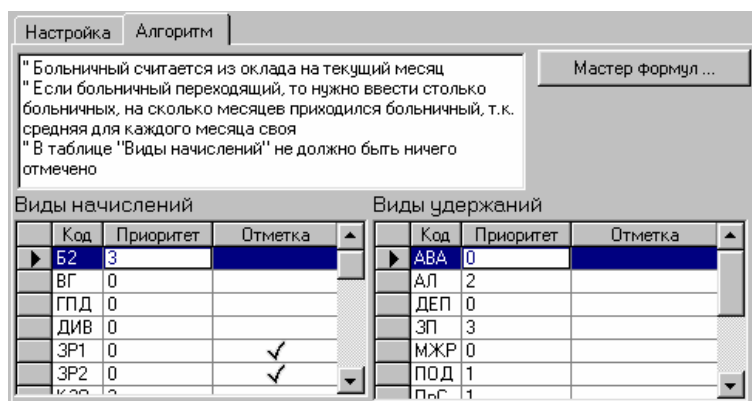 Настройка Алгоритм
" Больничный считается из оклада на текущий месяц
" Если больничный переходящий, то нужно ввести столько
больничных, на сколько месяцев приходился больничный, т.к.
средняя для каждого месяца своя
" В таблице "Виды начислений" не должно быть ничего
отмечено
Мастер формул ...
Виды начислений
Код Приоритет Отметка
Б2 3
ВГ 0
ГПД 0
ДИВ 0
ЗР1 0 ✓
ЗР2 0 ✓
Виды удержаний
Код Приоритет Отметка
АВА 0
АЛ 2
ДЕП 0
ЗП 3
МЖР 0
ПОД 1
ПрС 1